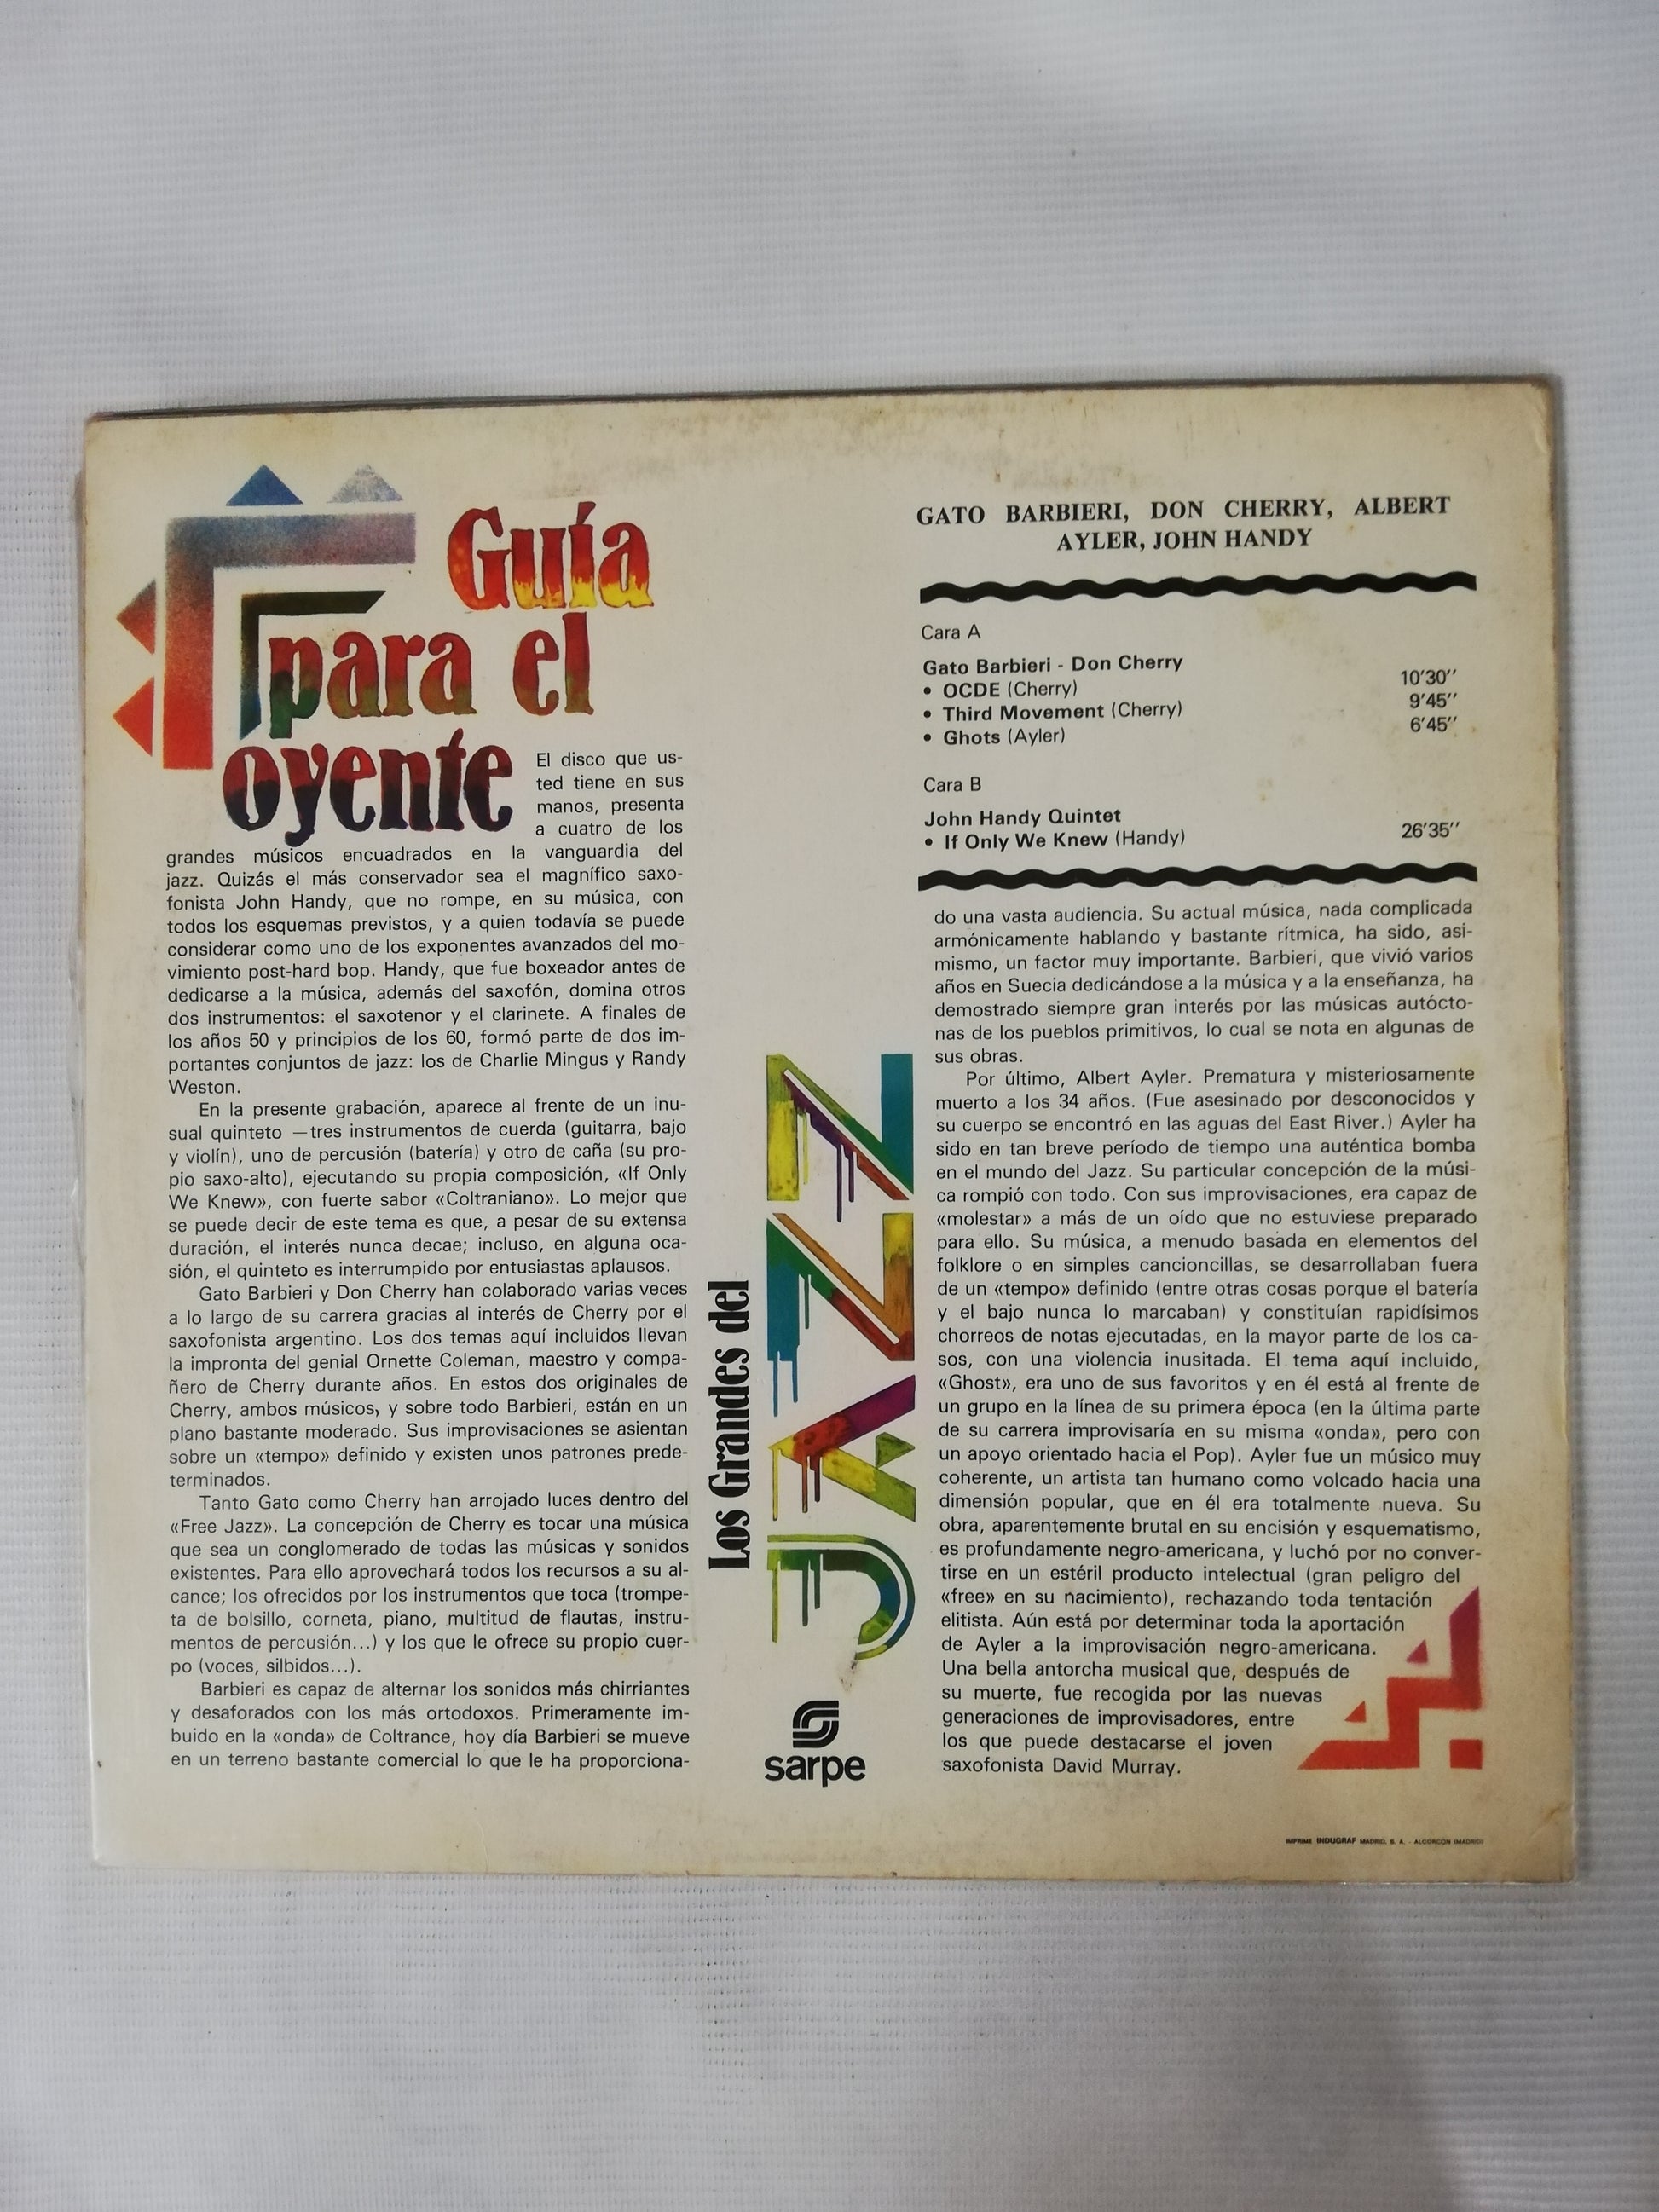 Guía
para el
oyente
El disco que us-
ted tiene en sus
manos, presenta
a cuatro de los
grandes músicos encuadrados en la vanguardia del
jazz. Quizás el más conservador sea el magnífico saxo-
fonista John Handy, que no rompe, en su música, con
todos los esquemas previstos, y a quien todavía se puede
considerar como uno de los exponentes avanzados del mo-
vimiento post-hard bop. Handy, que fue boxeador antes de
dedicarse a la música, además del saxofón, domina otros
dos instrumentos: el saxotenor y el clarinete. A finales de
los años 50 y principios de los 60, formó parte de dos im-
portantes conjuntos de jazz: los de Charlie Mingus y Randy
Weston.
En la presente grabación, aparece al frente de un inu-
sual quinteto —tres instrumentos de cuerda (guitarra, bajo
y violín), uno de percusión (batería) y otro de caña (su pro-
pio saxo-alto), ejecutando su propia composición, «If Only
We Knew», con fuerte sabor «Coltraniano». Lo mejor que
se puede decir de este tema es que, a pesar de su extensa
duración, el interés nunca decae; incluso, en alguna oca-
sión, el quinteto es interrumpido por entusiastas aplausos.
Gato Barbieri y Don Cherry han colaborado varias veces
a lo largo de su carrera gracias al interés de Cherry por el
saxofonista argentino. Los dos temas aquí incluidos llevan
la impronta del genial Ornette Coleman, maestro y compa-
ñero de Cherry durante años. En estos dos originales de
Cherry, ambos músicos, y sobre todo Barbieri, están en un
plano bastante moderado. Sus improvisaciones se asientan
sobre un «tempo» definido y existen unos patrones prede-
terminados.
Tanto Gato como Cherry han arrojado luces dentro del
«Free Jazz». La concepción de Cherry es tocar una música
que sea un conglomerado de todas las músicas y sonidos
existentes. Para ello aprovechará todos los recursos a su al-
cance; los ofrecidos por los instrumentos que toca (trompe-
ta de bolsillo, corneta, piano, multitud de flautas, instru-
mentos de percusión...) y los que le ofrece su propio cuer-
po (voces, silbidos...).
Barbieri es capaz de alternar los sonidos más chirriantes
y desaforados con los más ortodoxos. Primeramente im-
buido en la «onda» de Coltrance, hoy día Barbieri se mueve
en un terreno bastante comercial lo que le ha proporciona-
Los Grandes del
JAZZ
sarpe
GATO BARBIERI, DON CHERRY, ALBERT
AYLER, JOHN HANDY
Cara A
Gato Barbieri - Don Cherry
• OCDE (Cherry) 10'30''
• Third Movement (Cherry) 9'45''
• Ghots (Ayler) 6'45''
Cara B
John Handy Quintet
• If Only We Knew (Handy) 26'35''
do una vasta audiencia. Su actual música, nada complicada
armónicamente hablando y bastante rítmica, ha sido, asi-
mismo, un factor muy importante. Barbieri, que vivió varios
años en Suecia dedicándose a la música y a la enseñanza, ha
demostrado siempre gran interés por las músicas autócto-
nas de los pueblos primitivos, lo cual se nota en algunas de
sus obras.
Por último, Albert Ayler. Prematura y misteriosamente
muerto a los 34 años. (Fue asesinado por desconocidos y
su cuerpo se encontró en las aguas del East River.) Ayler ha
sido en tan breve período de tiempo una auténtica bomba
en el mundo del Jazz. Su particular concepción de la músi-
ca rompió con todo. Con sus improvisaciones, era capaz de
«molestar» a más de un oído que no estuviese preparado
para ello. Su música, a menudo basada en elementos del
folklore o en simples cancioncillas, se desarrollaban fuera
de un «tempo» definido (entre otras cosas porque el batería
y el bajo nunca lo marcaban) y constituían rapidísimos
chorreos de notas ejecutadas, en la mayor parte de los ca-
sos, con una violencia inusitada. El tema aquí incluido,
«Ghost», era uno de sus favoritos y en él está al frente de
un grupo en la línea de su primera época (en la última parte
de su carrera improvisaría en su misma «onda», pero con
un apoyo orientado hacia el Pop). Ayler fue un músico muy
coherente, un artista tan humano como volcado hacia una
dimensión popular, que en él era totalmente nueva. Su
obra, aparentemente brutal en su encisión y esquematismo,
es profundamente negro-americana, y luchó por no conver-
tirse en un estéril producto intelectual (gran peligro del
«free» en su nacimiento), rechazando toda tentación
elitista. Aún está por determinar toda la aportación
de Ayler a la improvisación negro-americana.
Una bella antorcha musical que, después de
su muerte, fue recogida por las nuevas
generaciones de improvisadores, entre
los que puede destacarse el joven
saxofonista David Murray.
IMPRIME INDUGRAF MADRID, S. A. - ALCORCON (MADRID)